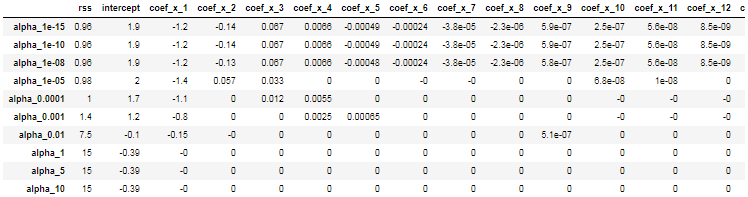 rss intercept coef_x_1 coef_x_2 coef_x_3 coef_x_4 coef_x_5 coef_x_6 coef_x_7 coef_x_8 coef_x_9 coef_x_10 coef_x_11 coef_x_12 c
alpha_1e-15 0.96 1.9 -1.2 -0.14 0.067 0.0066 -0.00049 -0.00024 -3.8e-05 -2.3e-06 5.9e-07 2.5e-07 5.6e-08 8.5e-09
alpha_1e-10 0.96 1.9 -1.2 -0.14 0.067 0.0066 -0.00049 -0.00024 -3.8e-05 -2.3e-06 5.9e-07 2.5e-07 5.6e-08 8.5e-09
alpha_1e-08 0.96 1.9 -1.2 -0.13 0.067 0.0066 -0.00048 -0.00024 -3.8e-05 -2.3e-06 5.8e-07 2.5e-07 5.6e-08 8.5e-09
alpha_1e-05 0.98 2 -1.4 0.057 0.033 0 0 -0 -0 0 0 6.8e-08 1e-08 0
alpha_0.0001 1 1.7 -1.1 0 0.012 0.0055 0 0 0 0 0 -0 -0 -0
alpha_0.001 1.4 1.2 -0.8 0 0 0.0025 0.00065 0 0 0 0 -0 -0 -0
alpha_0.01 7.5 -0.1 -0.15 -0 0 0 0 0 0 0 5.1e-07 0 0 0
alpha_1 15 -0.39 -0 0 0 0 0 0 0 0 0 0 0 0
alpha_5 15 -0.39 -0 0 0 0 0 0 0 0 0 0 0 0
alpha_10 15 -0.39 -0 0 0 0 0 0 0 0 0 0 0 0